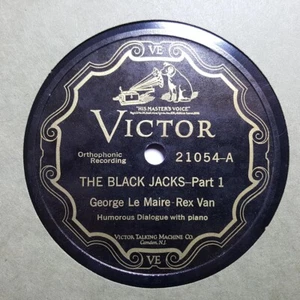 VE
"HIS MASTER'S VOICE"
VICTOR
Orthophonic
Recording
21054-A
THE BLACK JACKS-Part 1
George Le Maire-Rex Van
Humorous Dialogue with piano
VICTOR TALKING MACHINE CO.
Camden, N.J.
VE